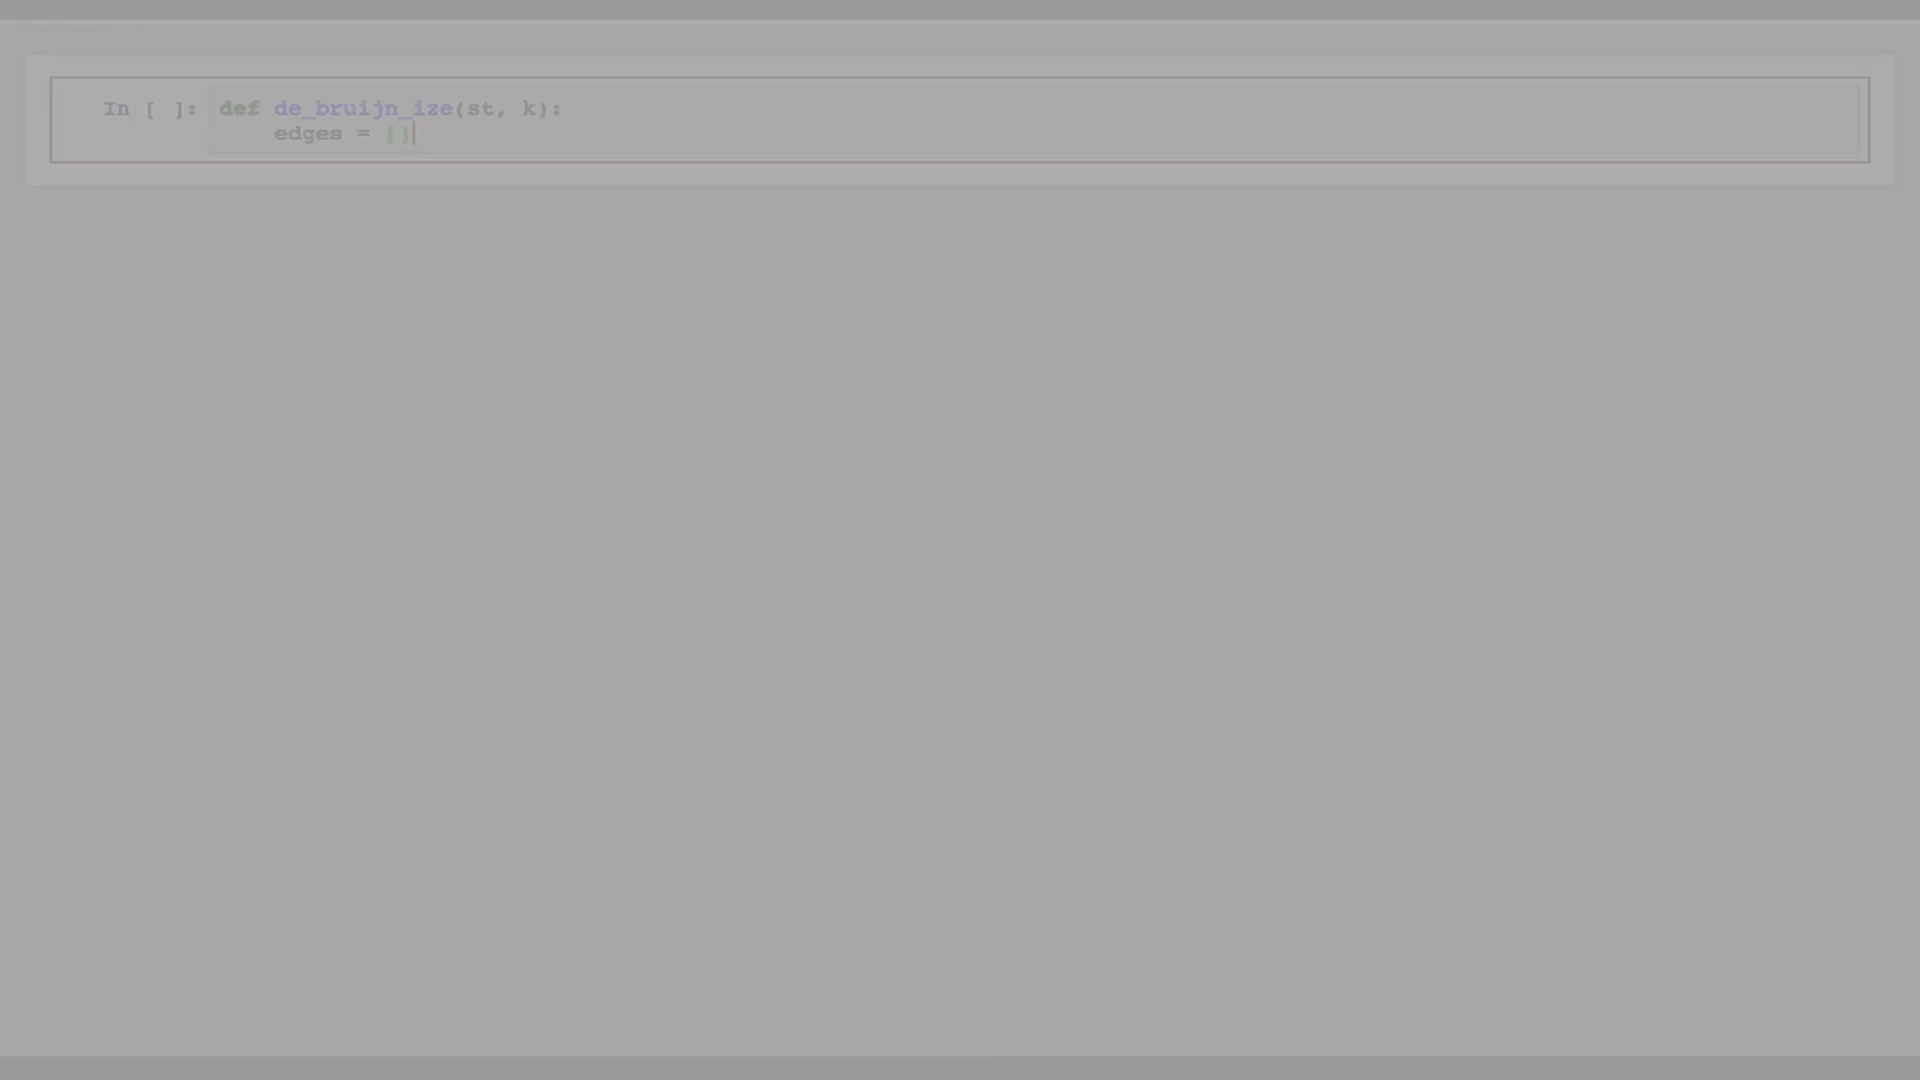 In [ ]: def de_bruijn_ize(st, k):
edges = []